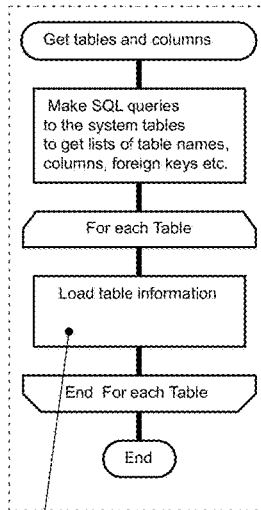 Get tables and columns
Make SQL queries
to the system tables
to get lists of table names,
columns, foreign keys etc.
For each Table
Load table information
End For each Table
End